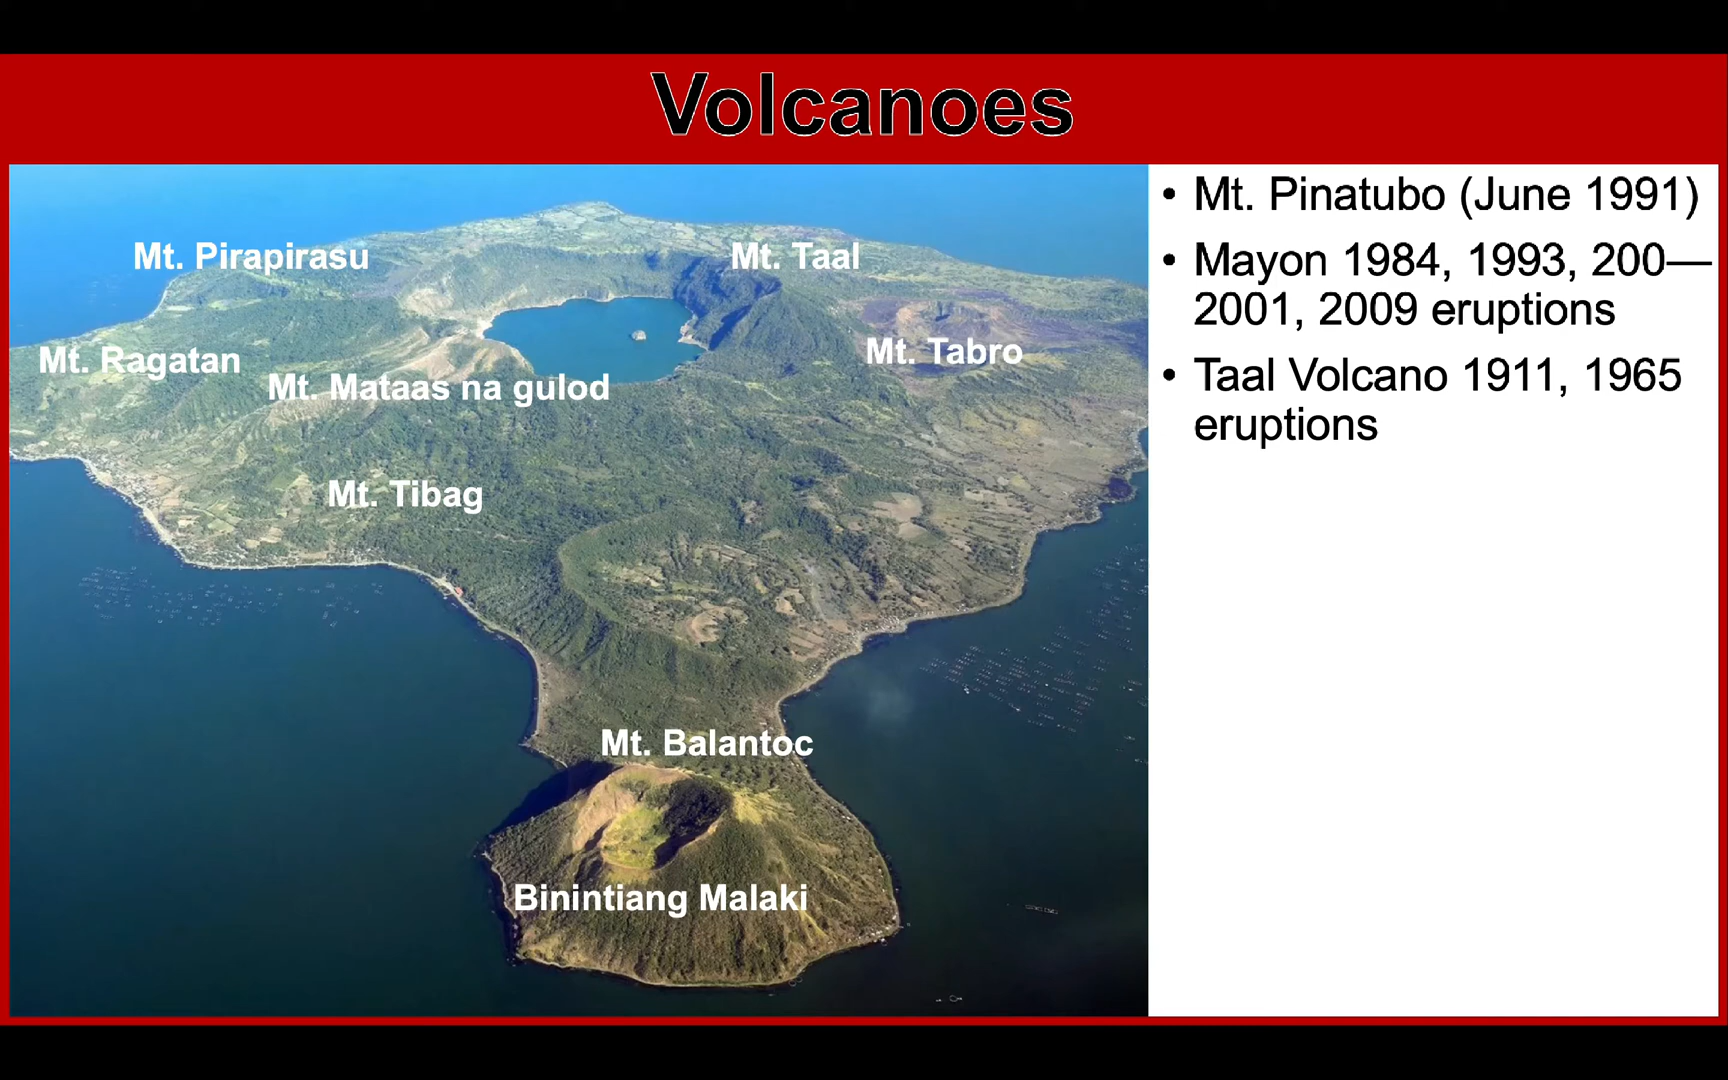 Volcanoes
Mt. Pirapirasu
Mt. Taal
Mt. Ragatan
Mt. Mataas na gulod
Mt. Tabro
Mt. Tibag
Mt. Balantoc
Binintiang Malaki
• Mt. Pinatubo (June 1991)
• Mayon 1984, 1993, 200—
2001, 2009 eruptions
• Taal Volcano 1911, 1965
eruptions